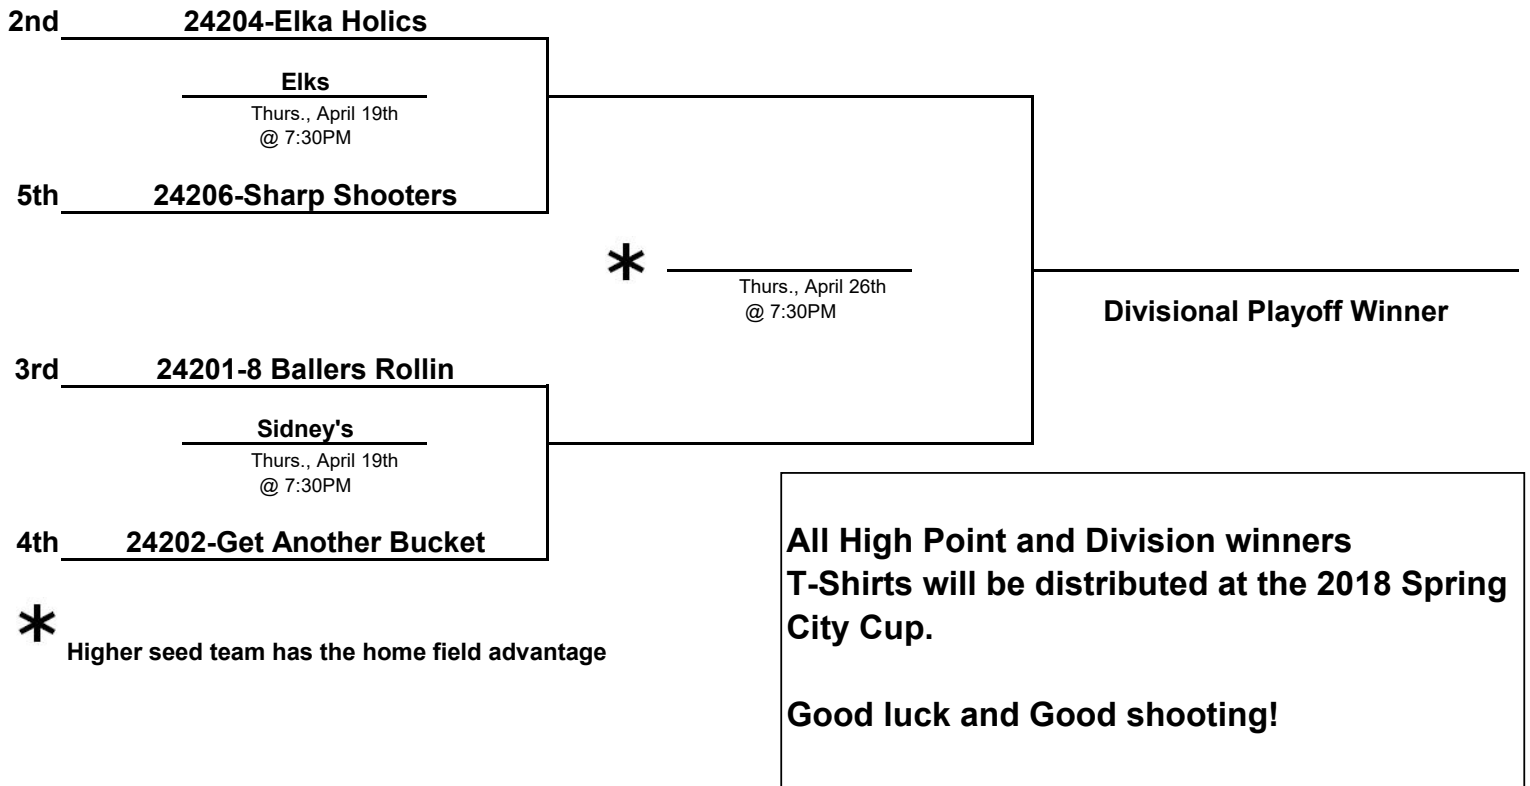 2nd 24204-Elka Holics
Elks
Thurs., April 19th
@ 7:30PM
5th 24206-Sharp Shooters
*
Thurs., April 26th
@ 7:30PM
Divisional Playoff Winner
3rd 24201-8 Ballers Rollin
Sidney's
Thurs., April 19th
@ 7:30PM
4th 24202-Get Another Bucket
* Higher seed team has the home field advantage
All High Point and Division winners
T-Shirts will be distributed at the 2018 Spring
City Cup.
Good luck and Good shooting!